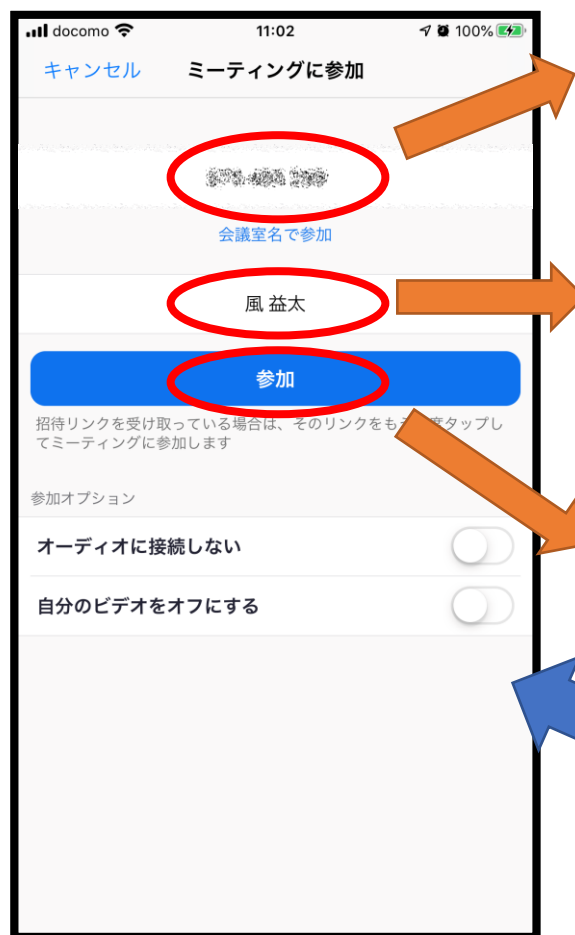 docomo 11:02 100%
キャンセル ミーティングに参加
会議室名で参加
風 益太
参加
招待リンクを受け取っている場合は、そのリンクをも 度タップし
てミーティングに参加します
参加オプション
オーディオに接続しない
自分のビデオをオフにする